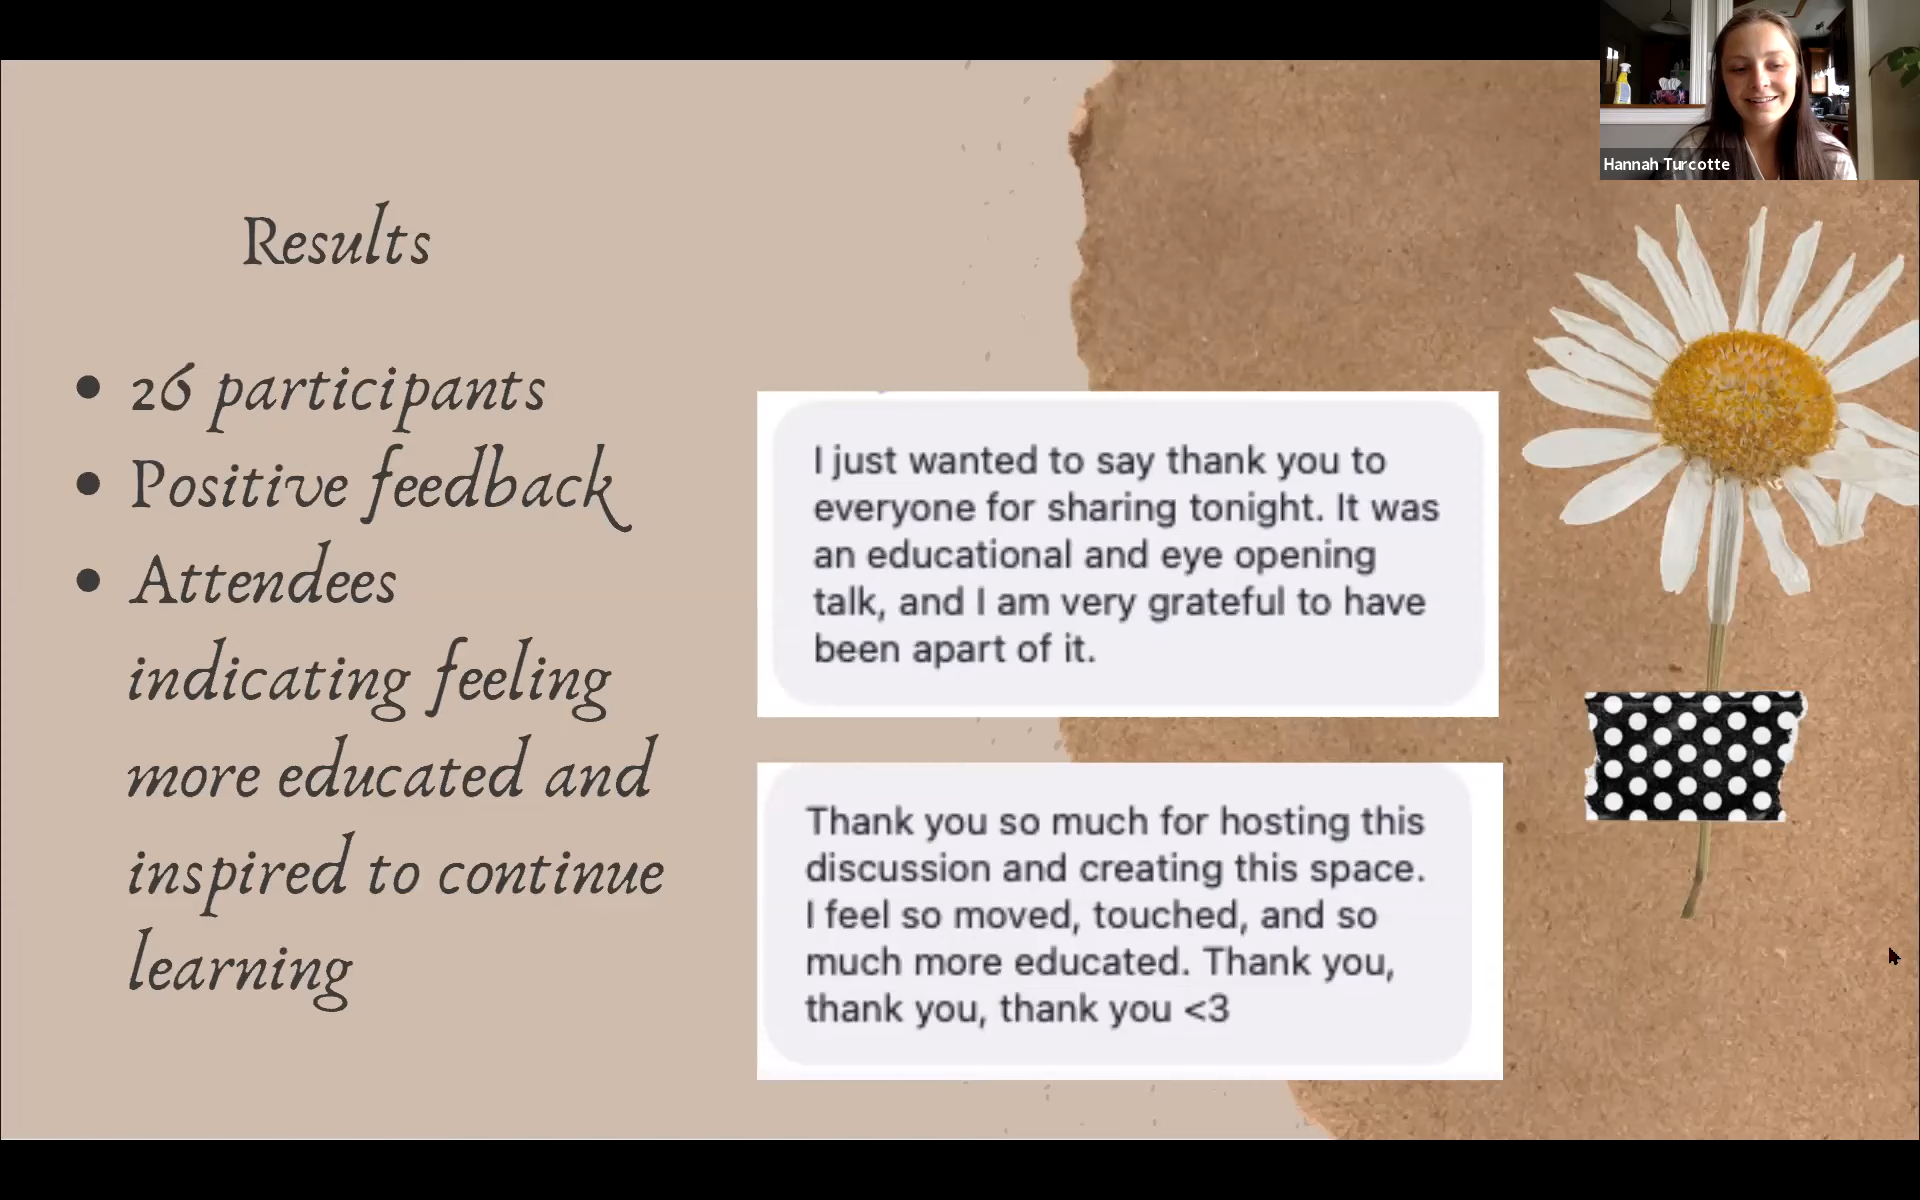 Hannah Turcotte
Results
• 26 participants
• Positive feedback
• Attendees
indicating feeling
more educated and
inspired to continue
learning
I just wanted to say thank you to
everyone for sharing tonight. It was
an educational and eye opening
talk, and I am very grateful to have
been apart of it.
Thank you so much for hosting this
discussion and creating this space.
I feel so moved, touched, and so
much more educated. Thank you,
thank you, thank you <3